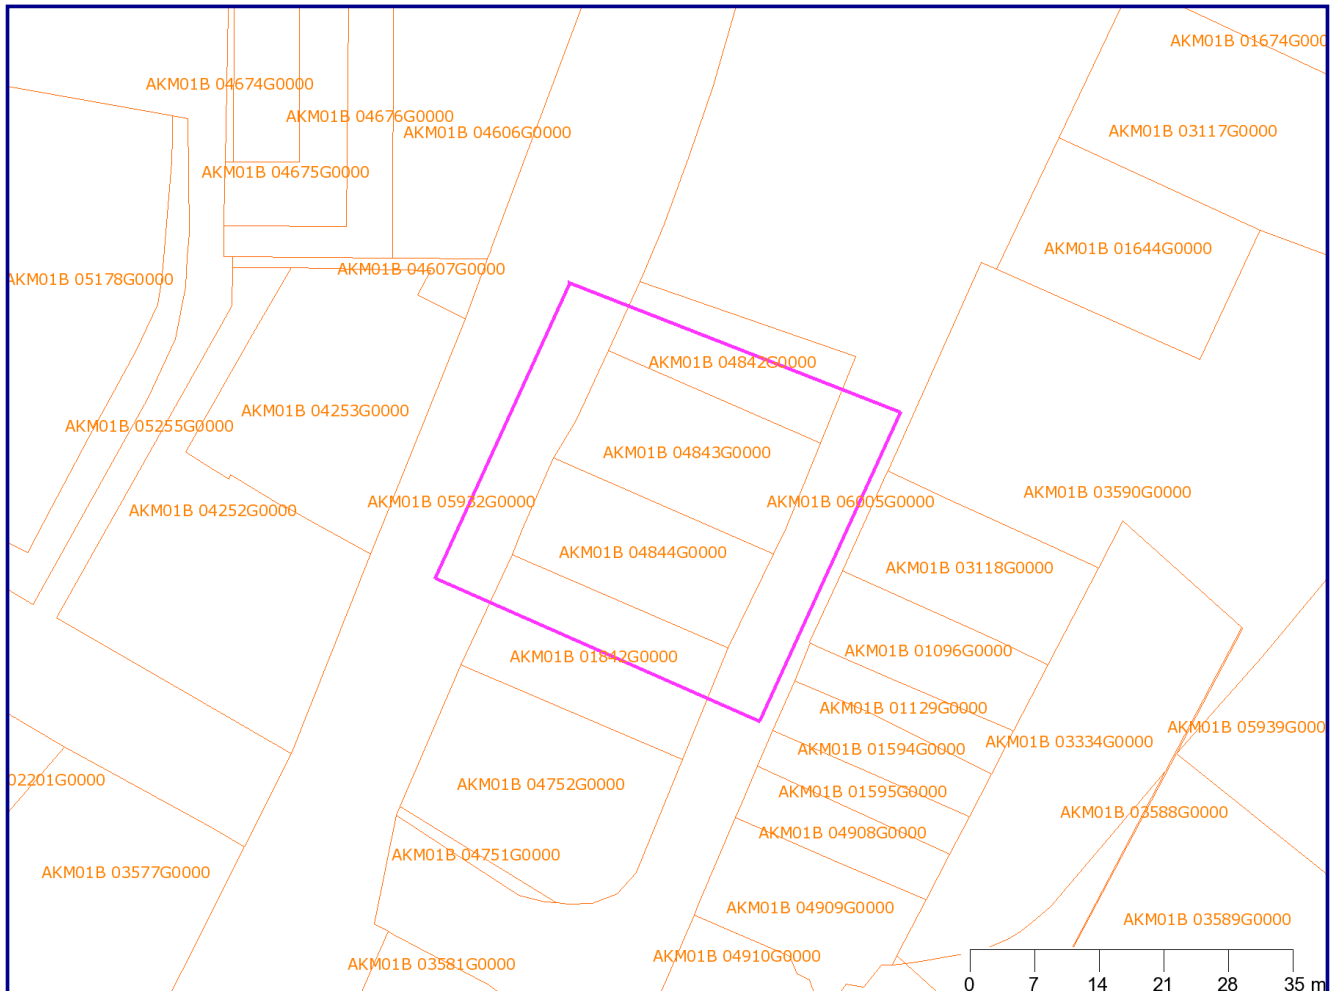 AKM01B 01674G000
AKM01B 04674G0000
AKM01B 04676G0000
AKM01B 04606G0000
AKM01B 03117G0000
AKM01B 04675G0000
AKM01B 01644G0000
AKM01B 04607G0000
AKM01B 05178G0000
AKM01B 04842G0000
AKM01B 04253G0000
AKM01B 05255G0000
AKM01B 04843G0000
AKM01B 03590G0000
AKM01B 05932G0000
AKM01B 06005G0000
AKM01B 04252G0000
AKM01B 04844G0000
AKM01B 03118G0000
AKM01B 01096G0000
AKM01B 01842G0000
AKM01B 01129G0000
AKM01B 05939G000
AKM01B 03334G0000
AKM01B 01594G0000
02201G0000
AKM01B 04752G0000
AKM01B 01595G0000
AKM01B 03588G0000
AKM01B 04908G0000
AKM01B 04751G0000
AKM01B 03577G0000
AKM01B 04909G0000
AKM01B 03589G0000
AKM01B 04910G0000
AKM01B 03581G0000
0 7 14 21 28 35 m